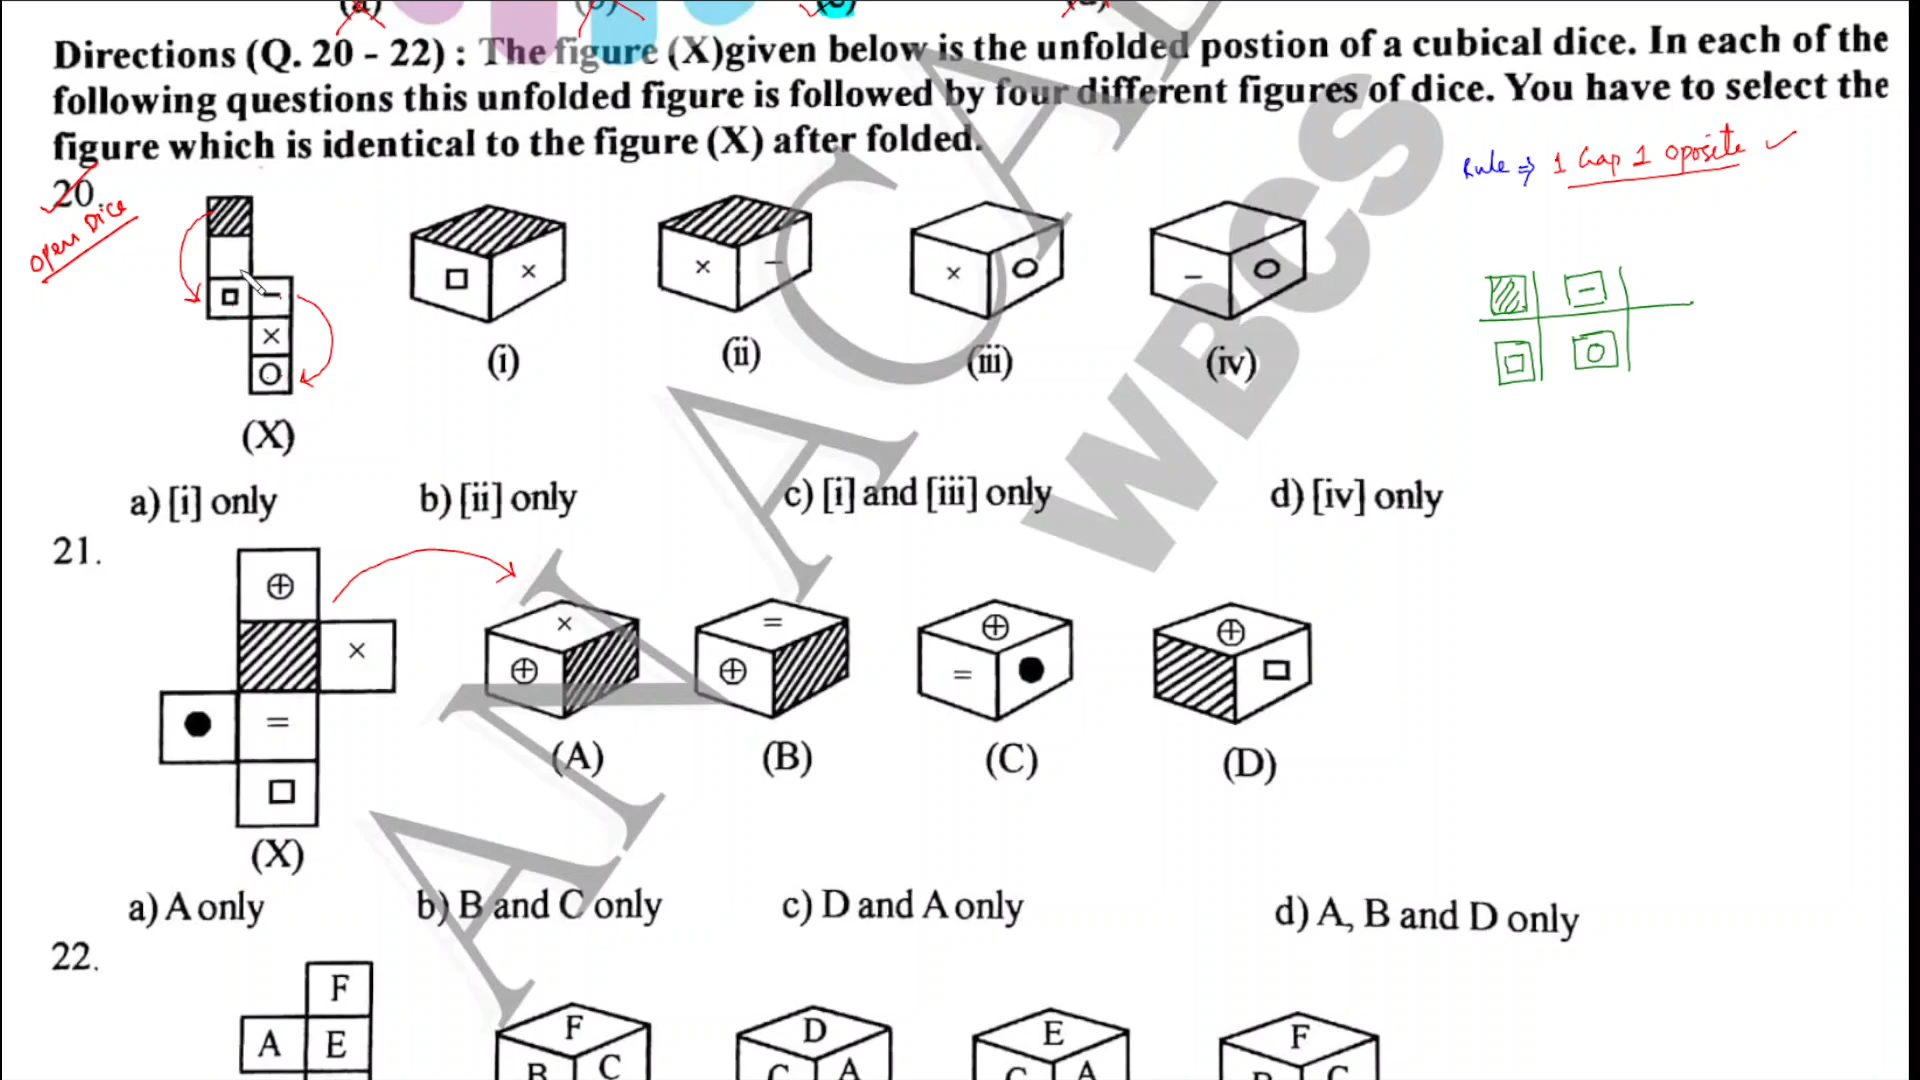 (a) (b) (c)
Directions (Q. 20 - 22) : The figure (X)given below is the unfolded postion of a cubical dice. In each of the
following questions this unfolded figure is followed by four different figures of dice. You have to select the
figure which is identical to the figure (X) after folded.
Rule ⇒ 1 Gap 1 oposite ✓
20.
Open Dice
(X)
(i) (ii) (iii) (iv)
a) [i] only b) [ii] only c) [i] and [iii] only d) [iv] only
21.
(X)
(A) (B) (C) (D)
a) A only b) B and C only c) D and A only d) A, B and D only
22.
F
A E
F D E F
B C C A C A B C
WBCS